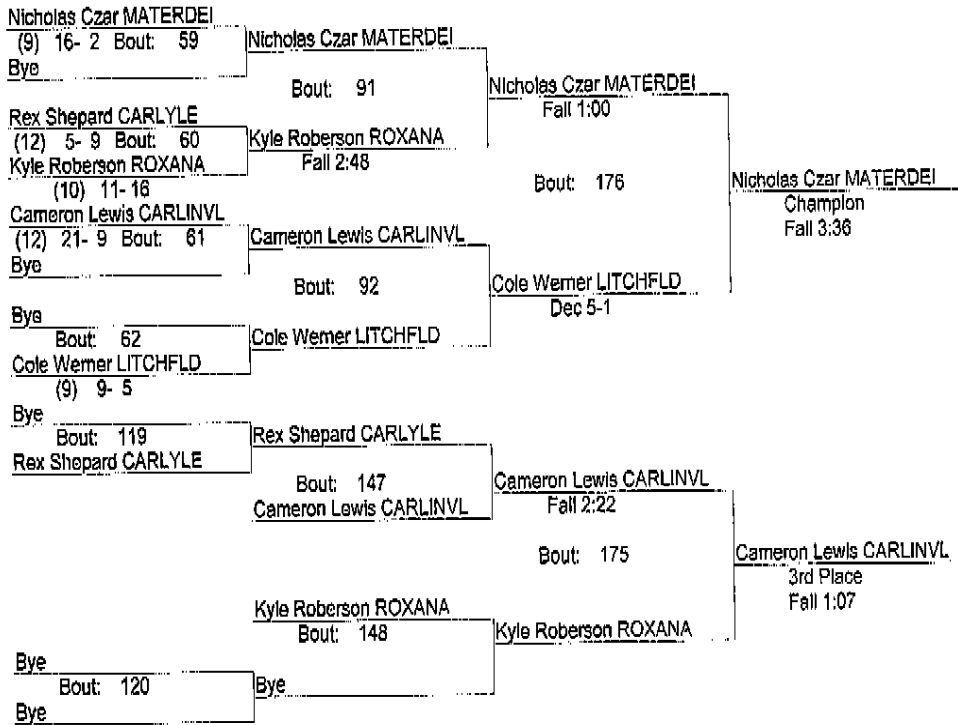 Nicholas Czar MATERDEI
(9) 16- 2 Bout: 59
Bye
Nicholas Czar MATERDEI
Bout: 91
Rex Shepard CARLYLE
(12) 5- 9 Bout: 60
Kyle Roberson ROXANA
(10) 11- 16
Kyle Roberson ROXANA
Fall 2:48
Nicholas Czar MATERDEI
Fall 1:00
Bout: 176
Cameron Lewis CARLINVL
(12) 21- 9 Bout: 61
Bye
Cameron Lewis CARLINVL
Bout: 92
Bye
Bout: 62
Cole Werner LITCHFLD
(9) 9- 5
Cole Werner LITCHFLD
Cole Werner LITCHFLD
Dec 5-1
Nicholas Czar MATERDEI
Champion
Fall 3:36
Bye
Bout: 119
Rex Shepard CARLYLE
Rex Shepard CARLYLE
Bout: 147
Cameron Lewis CARLINVL
Cameron Lewis CARLINVL
Fall 2:22
Bout: 175
Kyle Roberson ROXANA
Bout: 148
Bye
Bout: 120
Bye
Bye
Kyle Roberson ROXANA
Cameron Lewis CARLINVL
3rd Place
Fall 1:07